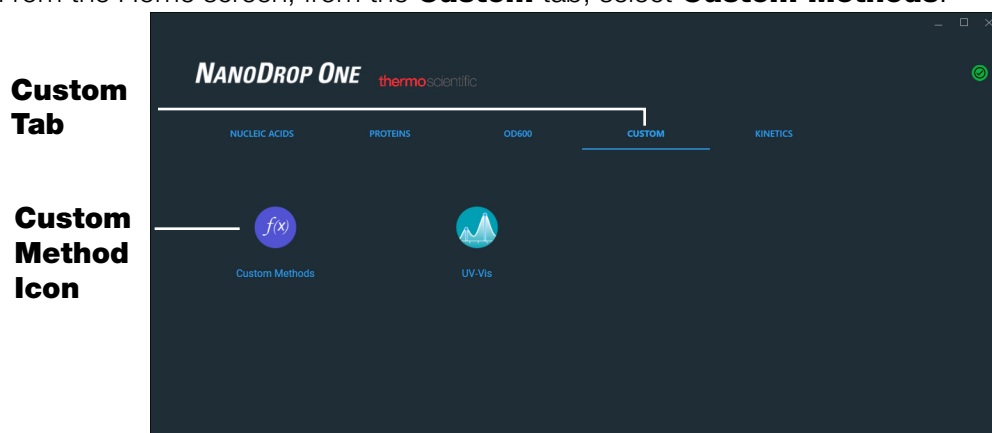 from the Home screen, from the Custom tab, select Custom Methods.
NANODROP ONE thermoscientific
Custom
Tab
NUCLEIC ACIDS PROTEINS OD600 CUSTOM KINETICS
Custom
Method
Icon
f(x)
Custom Methods UV-Vis